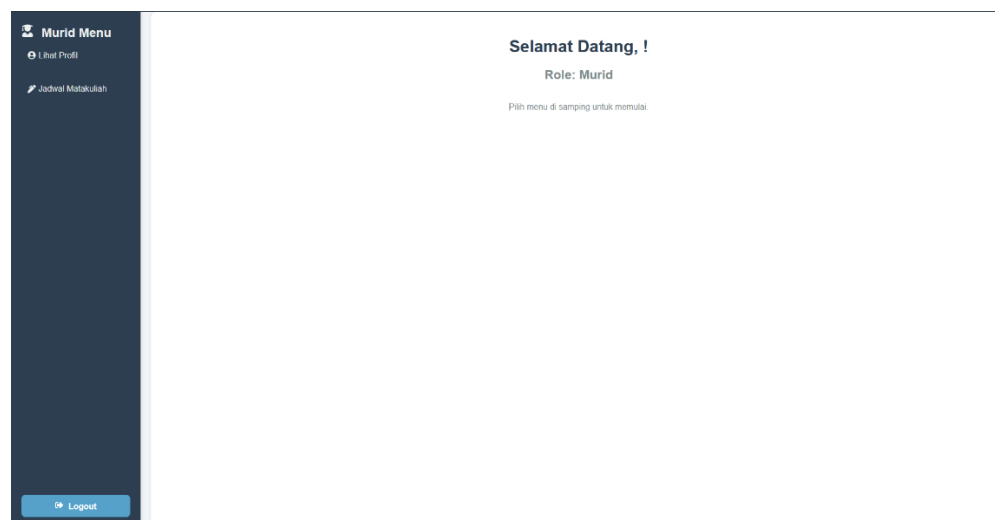 Murid Menu
Lihat Profil
Jadwal Matakuliah
Logout
Selamat Datang, !
Role: Murid
Pilih menu di samping untuk memulai.